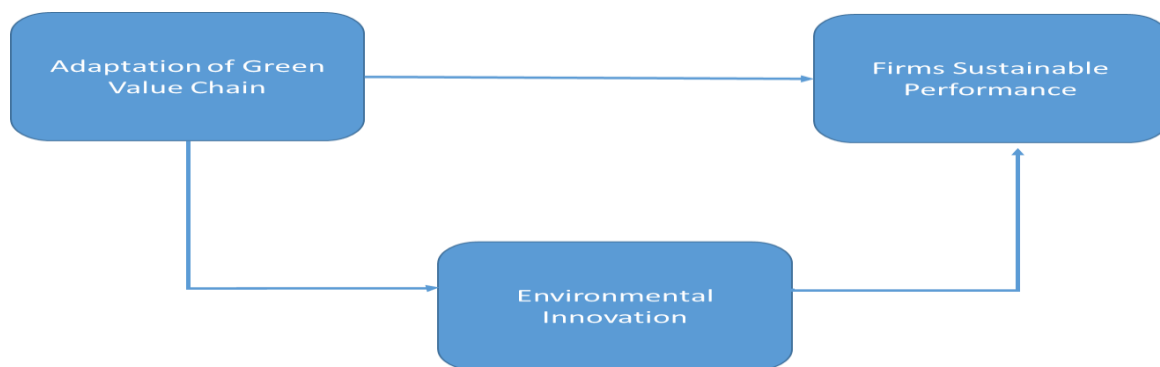 Adaptation of Green
Value Chain
Firms Sustainable
Performance
Environmental
Innovation